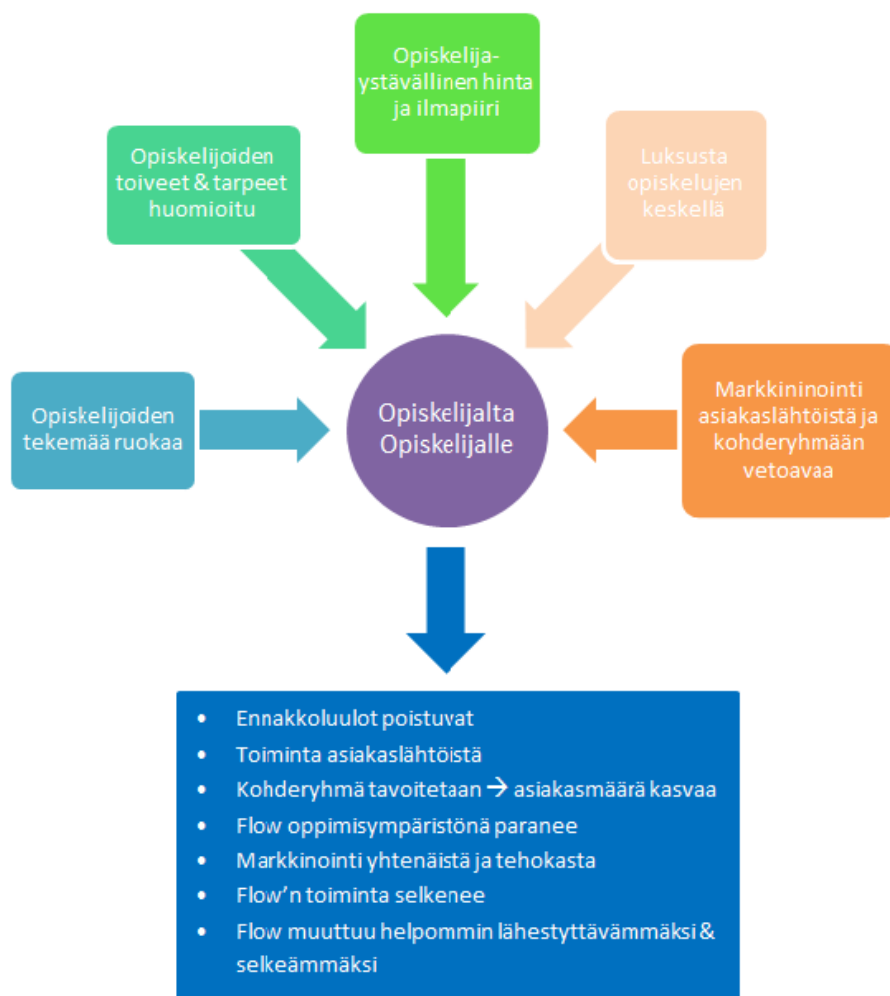 Opiskelija-
ystävällinen hinta
ja ilmapiiri
Opiskelijoiden
toiveet & tarpeet
huomioitu
Luksusta
opiskelujen
keskellä
Opiskelijoiden
tekemää ruokaa
Opiskelijalta
Opiskelijalle
Markkininointi
asiakaslähtöistä ja
kohderyhmään
vetoavaa
• Ennakkoluulot poistuvat
• Toiminta asiakaslähtöistä
• Kohderyhmä tavoitetaan → asiakasmäärä kasvaa
• Flow oppimisympäristönä paranee
• Markkinointi yhtenäistä ja tehokasta
• Flow'n toiminta selkenee
• Flow muuttuu helpommin lähestyttävämmäksi &
selkeämmäksi